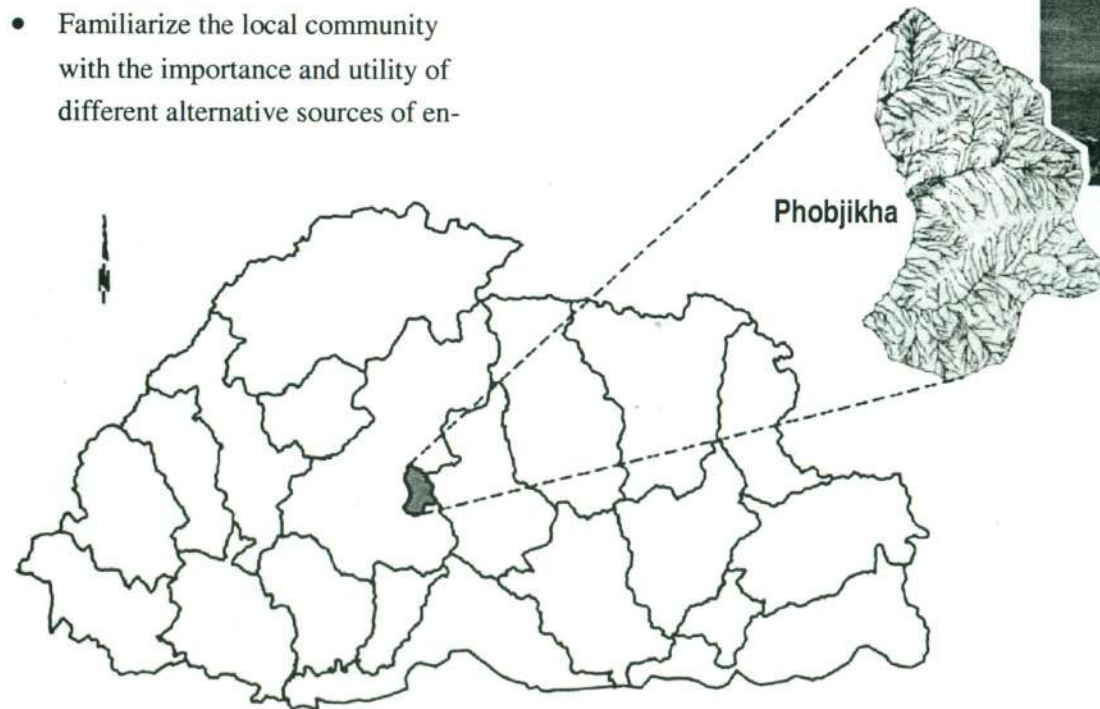 • Familiarize the local community
with the importance and utility of
different alternative sources of en-
Phobjikha
N